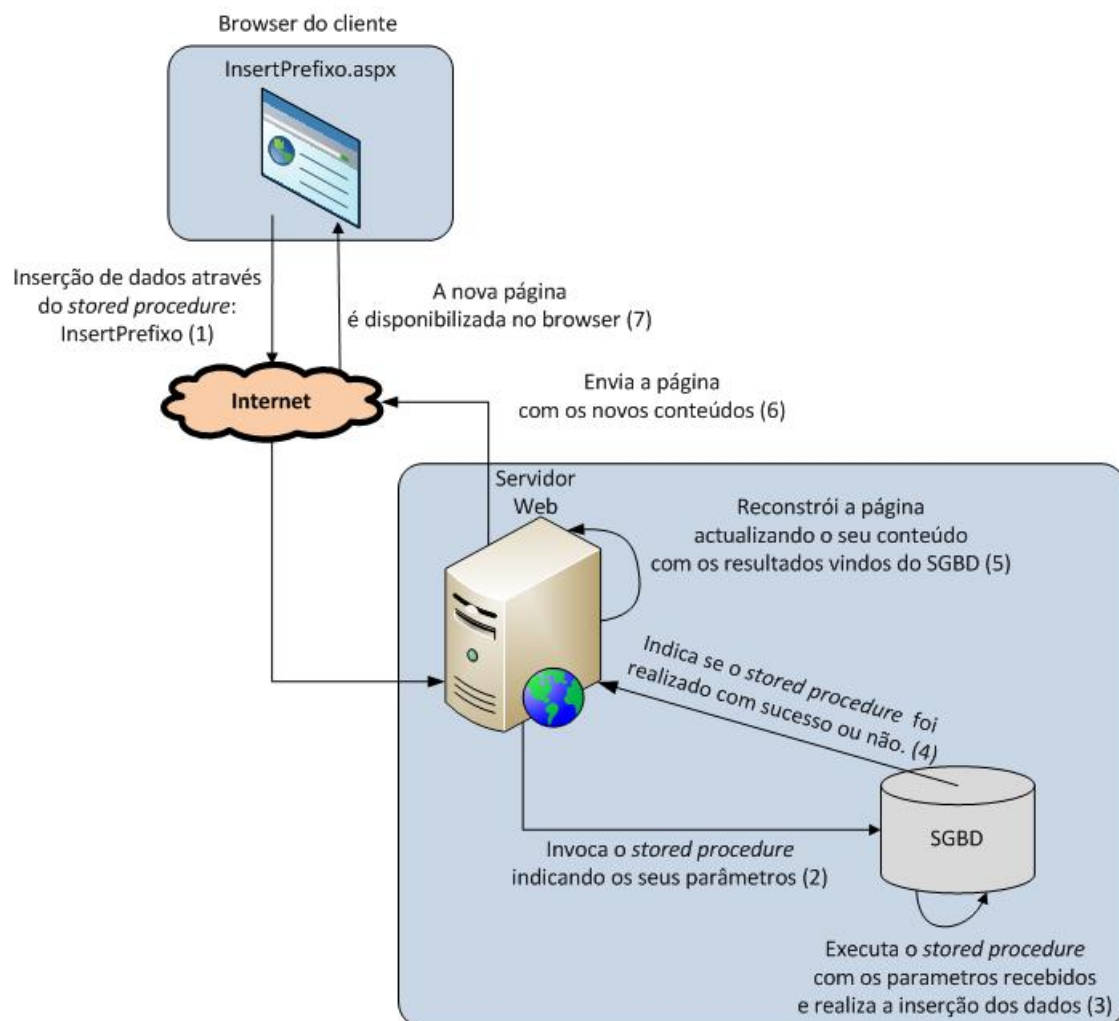 Browser do cliente
InsertPrefixo.aspx
Inserção de dados através
do stored procedure:
InsertPrefixo (1)
A nova página
é disponibilizada no browser (7)
Internet
Envia a página
com os novos conteúdos (6)
Servidor
Web
Reconstrói a página
actualizando o seu conteúdo
com os resultados vindos do SGBD (5)
Indica se o stored procedure foi
realizado com sucesso ou não. (4)
SGBD
Invoca o stored procedure
indicando os seus parâmetros (2)
Executa o stored procedure
com os parametros recebidos
e realiza a inserção dos dados (3)